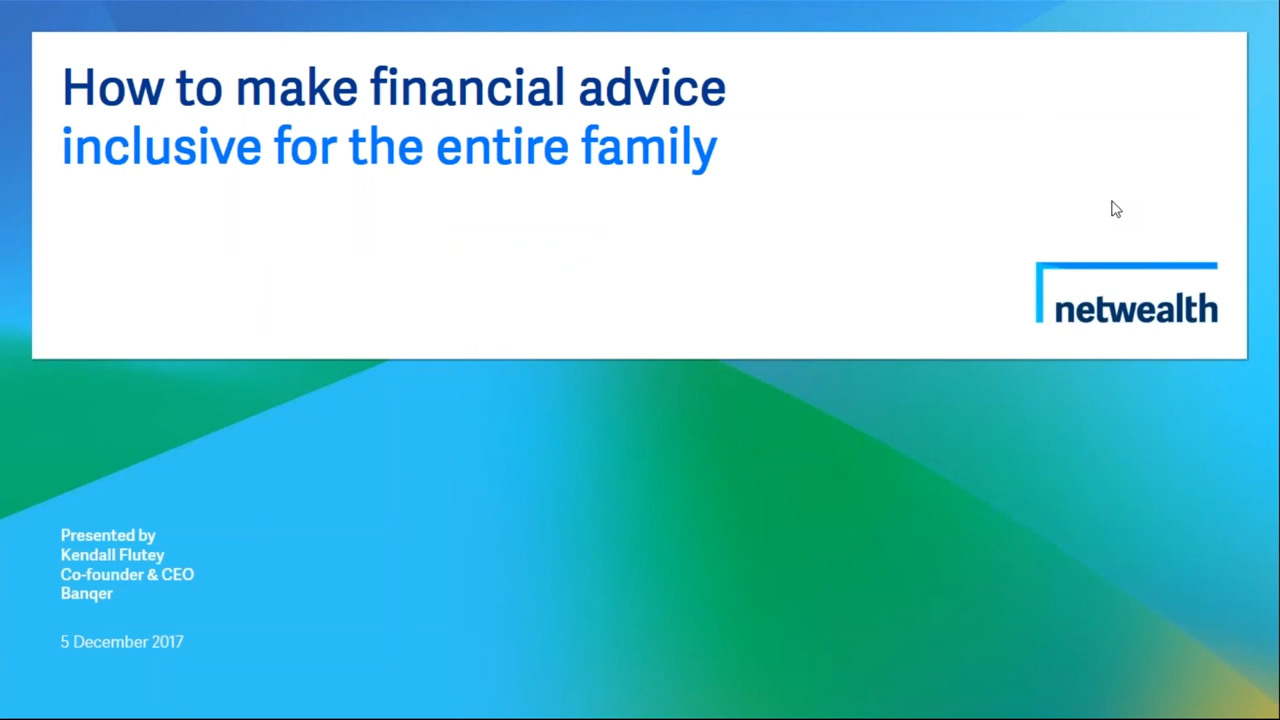 How to make financial advice
inclusive for the entire family
netwealth
Presented by
Kendall Flutey
Co-founder & CEO
Banqer
5 December 2017